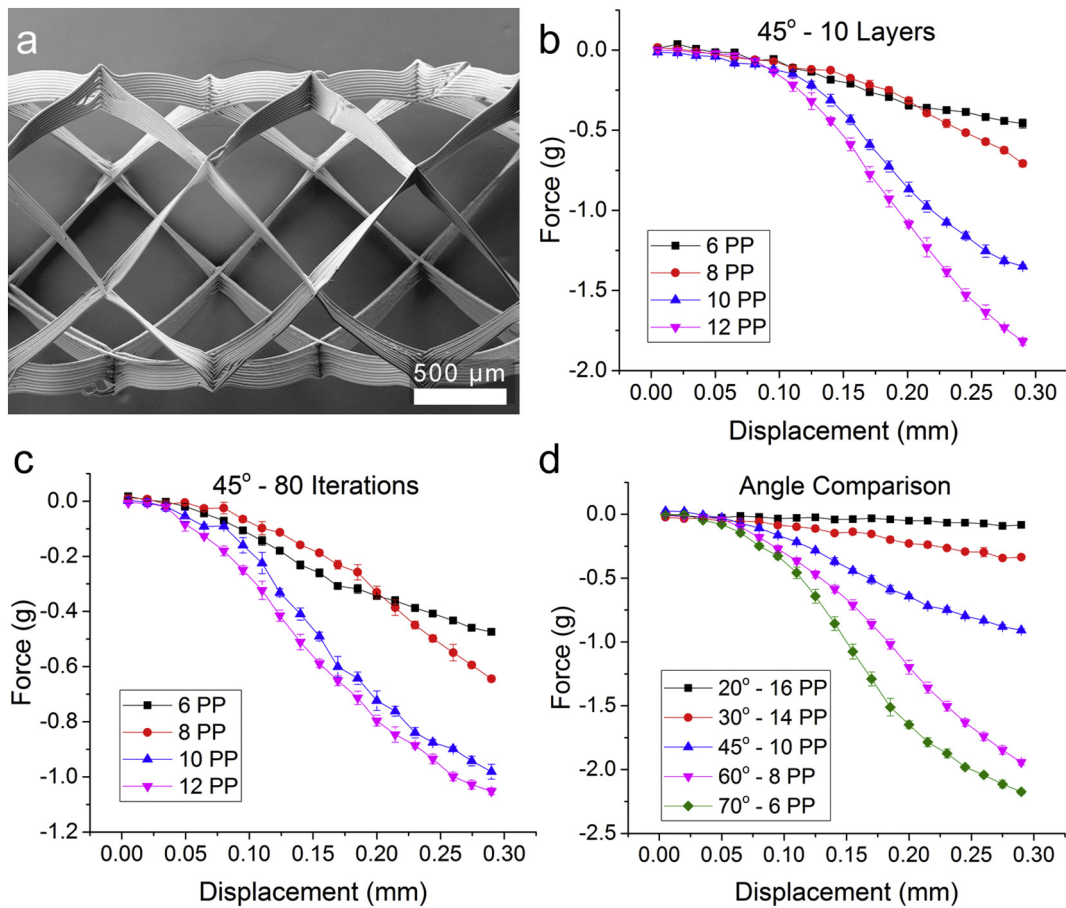 a
500 µm
b
45° - 10 Layers
Force (g)
0.0
-0.5
-1.0
-1.5
-2.0
6 PP
8 PP
10 PP
12 PP
0.00 0.05 0.10 0.15 0.20 0.25 0.30
Displacement (mm)
c
45° - 80 Iterations
Force (g)
0.0
-0.2
-0.4
-0.6
-0.8
-1.0
-1.2
6 PP
8 PP
10 PP
12 PP
0.00 0.05 0.10 0.15 0.20 0.25 0.30
Displacement (mm)
d
Angle Comparison
Force (g)
0.0
-0.5
-1.0
-1.5
-2.0
-2.5
20° - 16 PP
30° - 14 PP
45° - 10 PP
60° - 8 PP
70° - 6 PP
0.00 0.05 0.10 0.15 0.20 0.25 0.30
Displacement (mm)